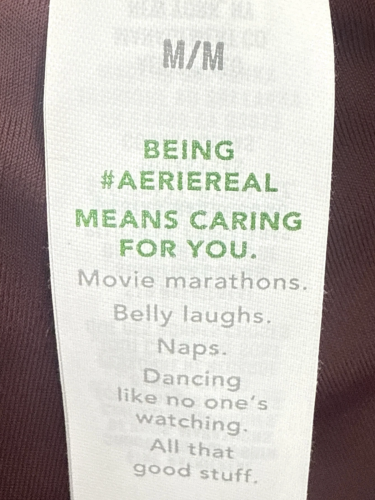 M/M
BEING
#AERIEREAL
MEANS CARING
FOR YOU.
Movie marathons.
Belly laughs.
Naps.
Dancing
like no one's
watching.
All that
good stuff.